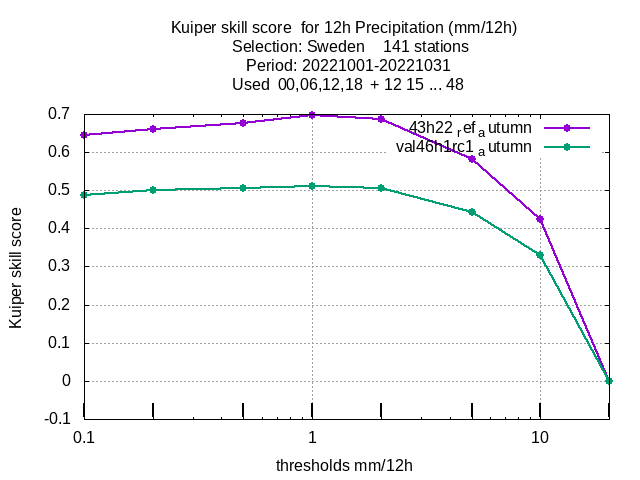 Kuiper skill score  for 12h Precipitation (mm/12h)
Selection: Sweden    141 stations
Period: 20221001-20221031
Used  00,06,12,18  + 12 15 ... 48
43h22 ref autumn
val46h1rc1 autumn
Kuiper skill score
0.7
0.6
0.5
0.4
0.3
0.2
0.1
0
-0.1
0.1
1
10
thresholds mm/12h